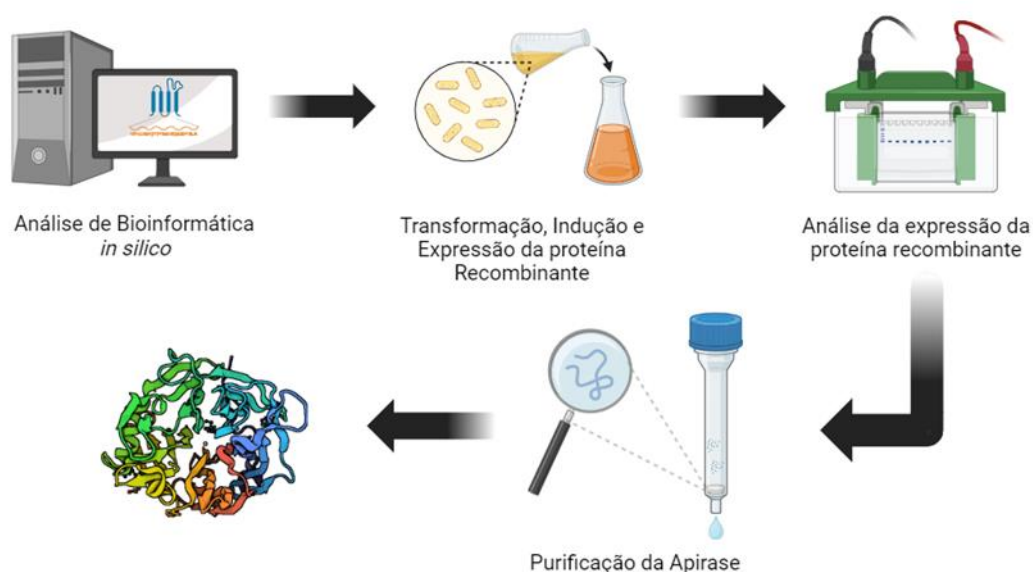 Análise de Bioinformática
in silico
Transformação, Indução e
Expressão da proteína
Recombinante
Análise da expressão da
proteína recombinante
Purificação da Apirase